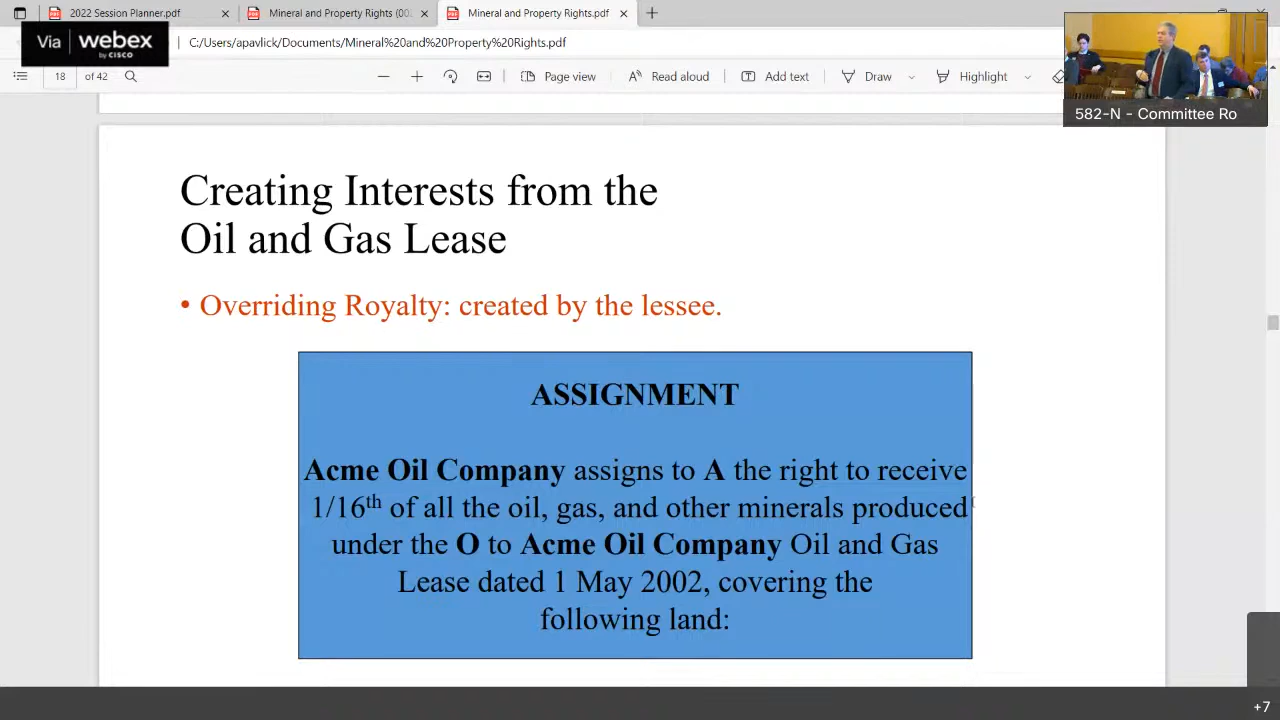 2022 Session Planner.pdf
Mineral and Property Rights (00:
Mineral and Property Rights.pdf
Via webex
by CISCO
C:/Users/apavlick/Documents/Mineral%20and%20Property%20Rights.pdf
18 of 42
Page view
Read aloud
Add text
Draw
Highlight
582-N - Committee Ro
Creating Interests from the
Oil and Gas Lease
• Overriding Royalty: created by the lessee.
ASSIGNMENT
Acme Oil Company assigns to A the right to receive
1/16th of all the oil, gas, and other minerals produced
under the O to Acme Oil Company Oil and Gas
Lease dated 1 May 2002, covering the
following land:
+7